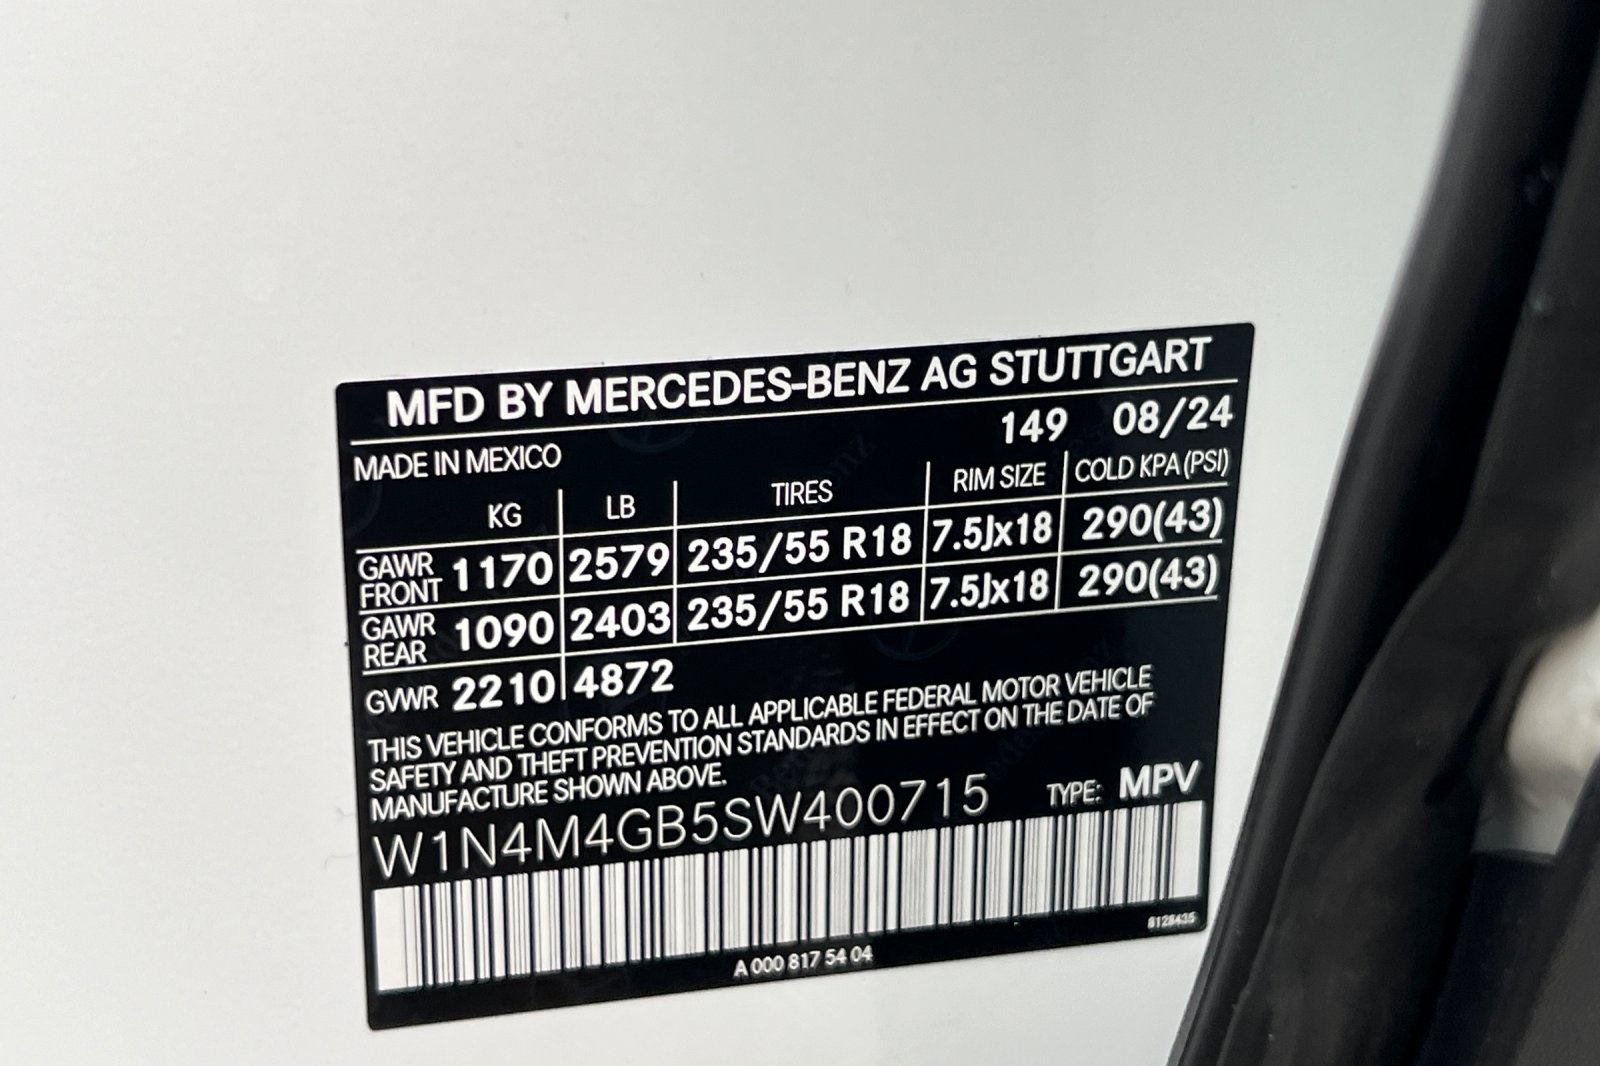 MFD BY MERCEDES-BENZ AG STUTTGART
149 08/24
MADE IN MEXICO
KG LB TIRES RIM SIZE COLD KPA (PSI)
GAWR FRONT 1170 2579 235/55 R18 7.5Jx18 290(43)
GAWR REAR 1090 2403 235/55 R18 7.5Jx18 290(43)
GVWR 2210 4872
THIS VEHICLE CONFORMS TO ALL APPLICABLE FEDERAL MOTOR VEHICLE
SAFETY AND THEFT PREVENTION STANDARDS IN EFFECT ON THE DATE OF
MANUFACTURE SHOWN ABOVE.
W1N4M4GB5SW400715 TYPE: MPV
8128435
A 000 817 54 04